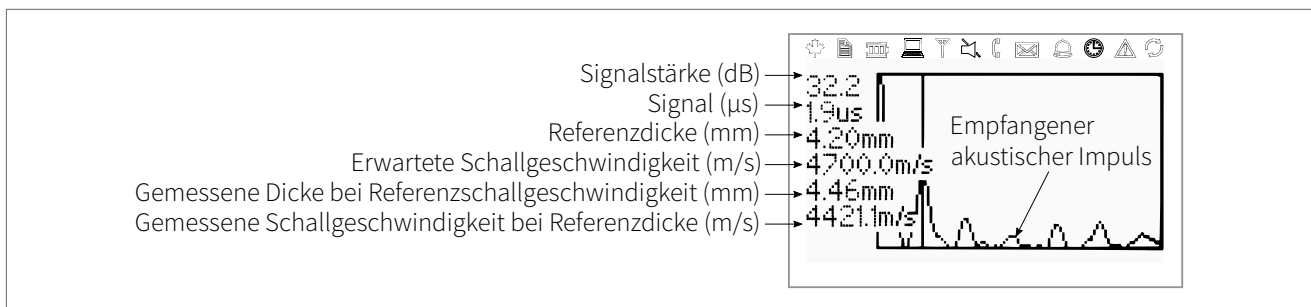 Signalstärke (dB)
32.2
Signal (µs)
1.9us
Referenzdicke (mm)
4.20mm
Erwartete Schallgeschwindigkeit (m/s)
4700.0m/s
Gemessene Dicke bei Referenzschallgeschwindigkeit (mm)
4.46mm
Gemessene Schallgeschwindigkeit bei Referenzdicke (m/s)
4421.1m/s
Empfangener
akustischer Impuls